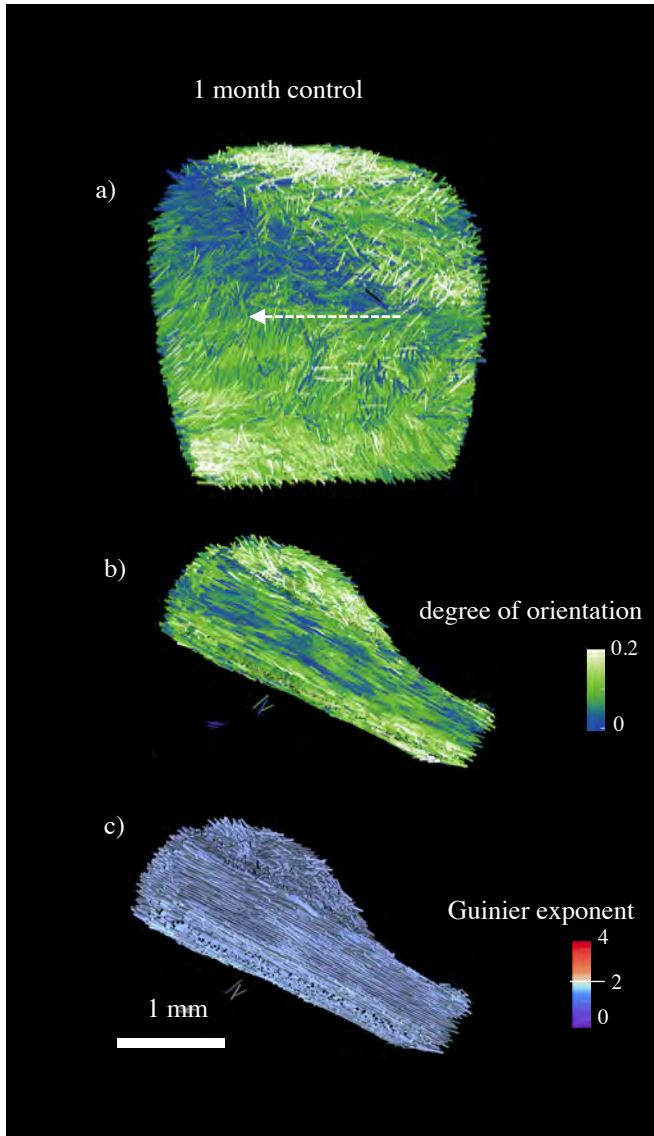 1 month control
a)
b)
degree of orientation
0.2
0
c)
Guinier exponent
4
2
0
1 mm